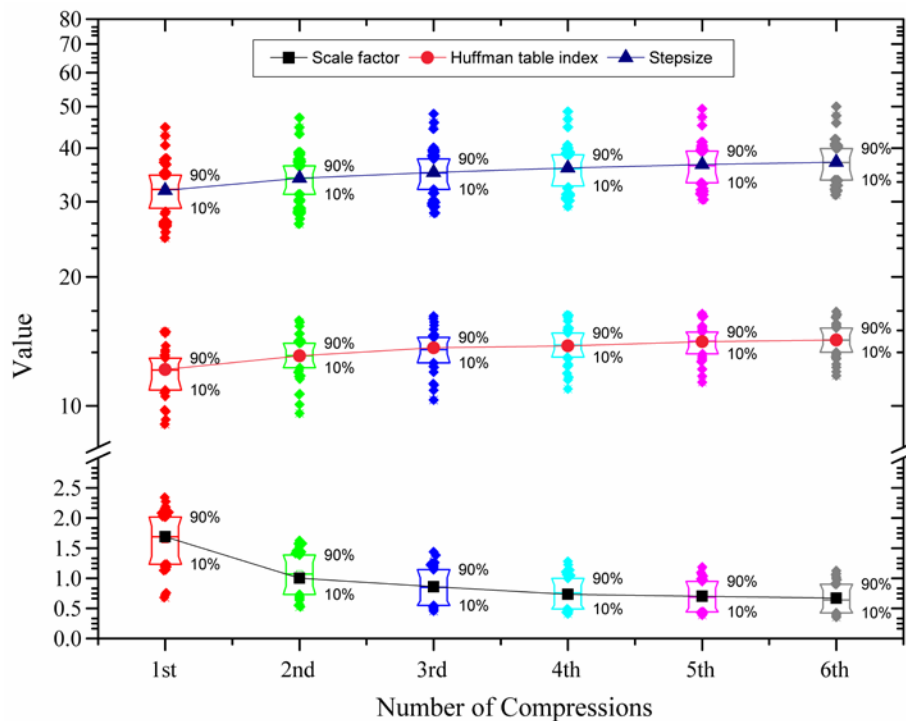 80
70
60
50
40
30
20
10
2.5
2.0
1.5
1.0
0.5
0.0
Value
Scale factor Huffman table index Stepsize
90% 90% 90% 90% 90% 90%
10% 10% 10% 10% 10% 10%
90% 90% 90% 90% 90% 90%
10% 10% 10% 10% 10% 10%
90% 90% 90% 90% 90% 90%
10% 10% 10% 10% 10% 10%
1st 2nd 3rd 4th 5th 6th
Number of Compressions